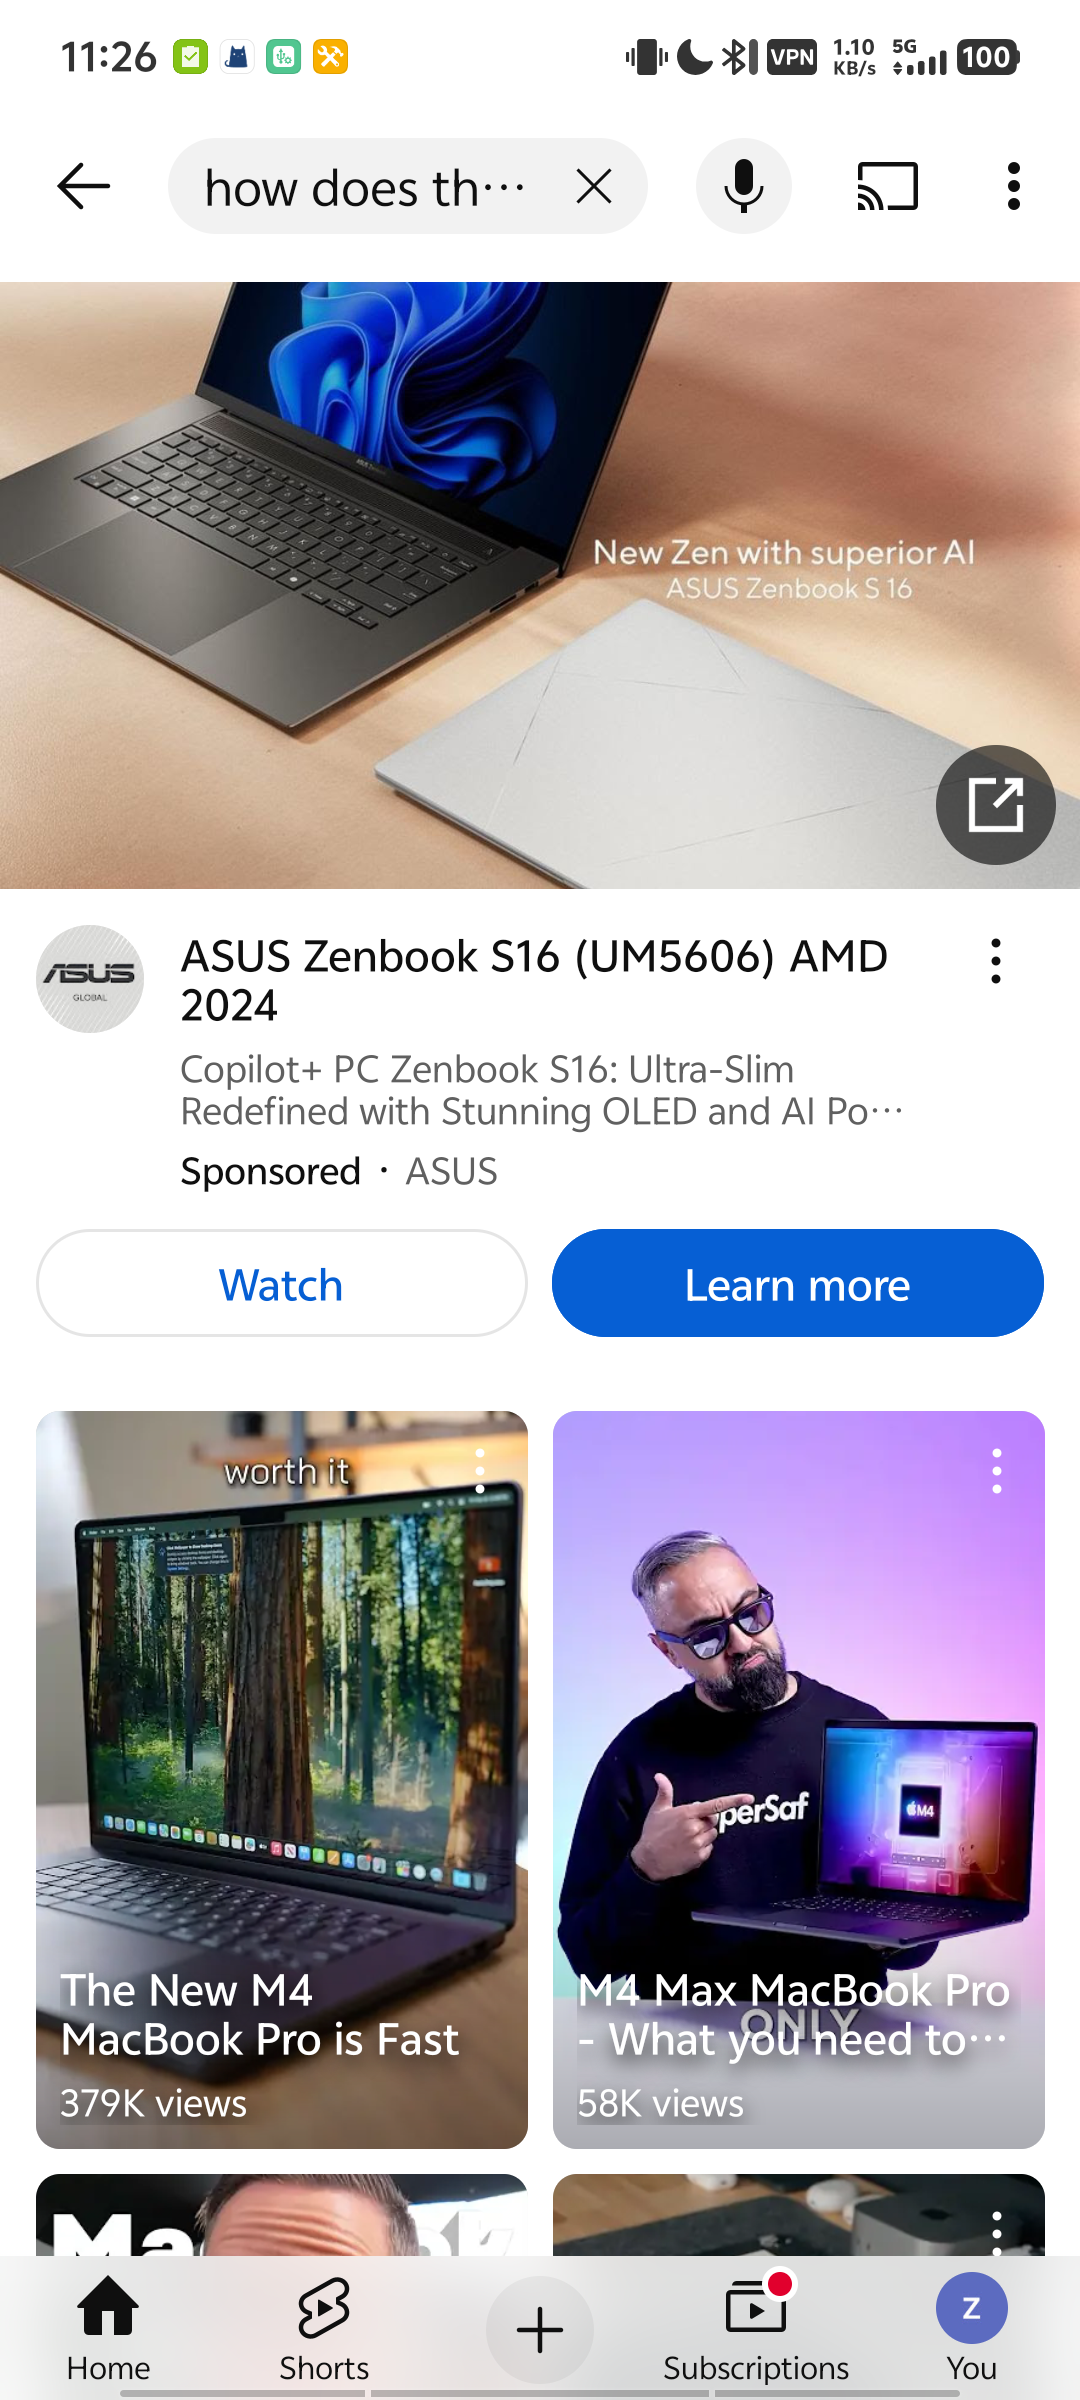 11:26
VPN
1.10
KB/s
5G
100
how does th···
New Zen with superior AI
ASUS Zenbook S 16
ASUS
GLOBAL
ASUS Zenbook S16 (UM5606) AMD
2024
Copilot+ PC Zenbook S16: Ultra-Slim
Redefined with Stunning OLED and AI Po···
Sponsored · ASUS
Watch
Learn more
worth it
The New M4
MacBook Pro is Fast
379K views
perSaf
M4
ONLY
M4 Max MacBook Pro
- What you need to···
58K views
Home
Shorts
Subscriptions
Z
You